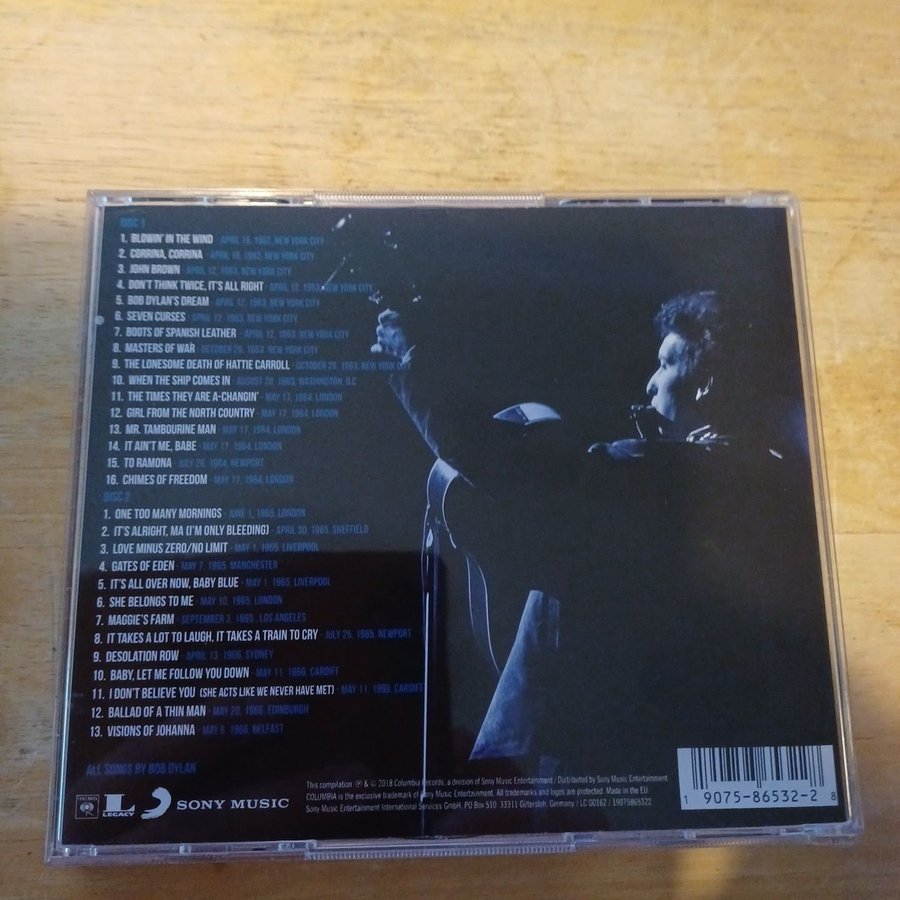 DISC 1
1. BLOWIN' IN THE WIND · APRIL 16, 1962, NEW YORK CITY
2. CORRINA, CORRINA · APRIL 16, 1962, NEW YORK CITY
3. JOHN BROWN · APRIL 12, 1963, NEW YORK CITY
4. DON'T THINK TWICE, IT'S ALL RIGHT · APRIL 12, 1963, NEW YORK CITY
5. BOB DYLAN'S DREAM · APRIL 12, 1963, NEW YORK CITY
6. SEVEN CURSES · APRIL 12, 1963, NEW YORK CITY
7. BOOTS OF SPANISH LEATHER · APRIL 12, 1963, NEW YORK CITY
8. MASTERS OF WAR · OCTOBER 26, 1963, NEW YORK CITY
9. THE LONESOME DEATH OF HATTIE CARROLL · OCTOBER 26, 1963, NEW YORK CITY
10. WHEN THE SHIP COMES IN · AUGUST 28, 1963, WASHINGTON, D.C
11. THE TIMES THEY ARE A-CHANGIN' · MAY 17, 1964, LONDON
12. GIRL FROM THE NORTH COUNTRY · MAY 17, 1964, LONDON
13. MR. TAMBOURINE MAN · MAY 17, 1964, LONDON
14. IT AIN'T ME, BABE · MAY 17, 1964, LONDON
15. TO RAMONA · JULY 26, 1964, NEWPORT
16. CHIMES OF FREEDOM · MAY 17, 1964, LONDON
DISC 2
1. ONE TOO MANY MORNINGS · JUNE 1, 1965, LONDON
2. IT'S ALRIGHT, MA (I'M ONLY BLEEDING) · APRIL 30, 1965, SHEFFIELD
3. LOVE MINUS ZERO/NO LIMIT · MAY 1, 1965, LIVERPOOL
4. GATES OF EDEN · MAY 7, 1965, MANCHESTER
5. IT'S ALL OVER NOW, BABY BLUE · MAY 1, 1965, LIVERPOOL
6. SHE BELONGS TO ME · MAY 10, 1965, LONDON
7. MAGGIE'S FARM · SEPTEMBER 3, 1965, LOS ANGELES
8. IT TAKES A LOT TO LAUGH, IT TAKES A TRAIN TO CRY · JULY 25, 1965, NEWPORT
9. DESOLATION ROW · APRIL 13, 1966, SYDNEY
10. BABY, LET ME FOLLOW YOU DOWN · MAY 11, 1966, CARDIFF
11. I DON'T BELIEVE YOU (SHE ACTS LIKE WE NEVER HAVE MET) · MAY 11, 1966, CARDIFF
12. BALLAD OF A THIN MAN · MAY 20, 1966, EDINBURGH
13. VISIONS OF JOHANNA · MAY 6, 1966, BELFAST
ALL SONGS BY BOB DYLAN
COLUMBIA L LEGACY SONY MUSIC
This compilation ℗ & © 2018 Columbia Records, a division of Sony Music Entertainment / Distributed by Sony Music Entertainment.
COLUMBIA is the exclusive trademark of Sony Music Entertainment. All trademarks and logos are protected. Made in the EU.
Sony Music Entertainment International Services GmbH, P.O. Box 510, 33311 Gütersloh, Germany / LC 00162 / 19075865322
1 9075-86532-2 8